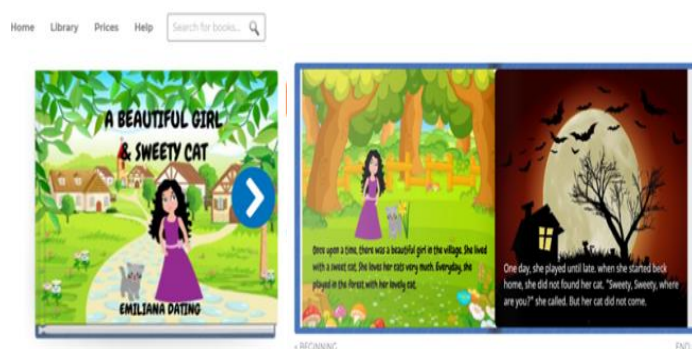 Home Library Prices Help Search for books...
A BEAUTIFUL GIRL
& SWEETY CAT
EMILIANA DATING
Once upon a time, there was a beautiful girl in the village. She lived
with a sweet cat. She loves her cats very much. Everyday, she
played in the forest with her lovely cat.
One day, she played until late. when she started beck
home, she did not found her cat. "Sweety, Sweety, where
are you?" she called. But her cat did not come.
« BEGINNING
END